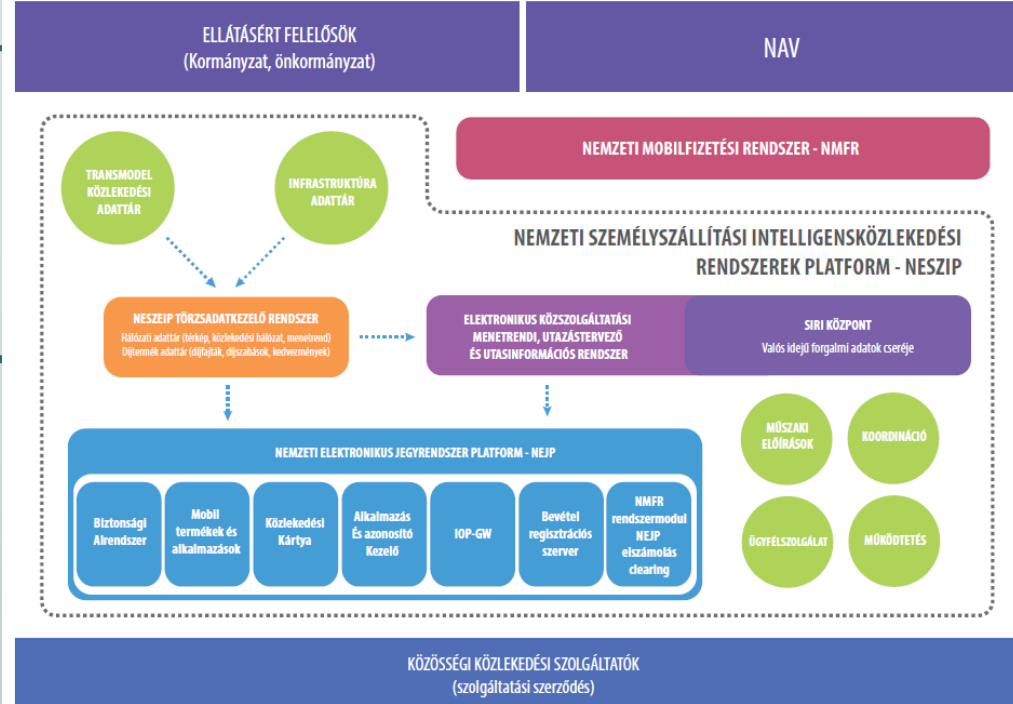 ELLÁTÁSÉRT FELELŐSÖK
(Kormányzat, önkormányzat)
NAV
NEMZETI MOBILFIZETÉSI RENDSZER - NMFR
TRANSMODEL
KÖZLEKEDÉSI
ADATTÁR
INFRASTRUKTÚRA
ADATTÁR
NEMZETI SZEMÉLYSZÁLLÍTÁSI INTELLIGENSKÖZLEKEDÉSI
RENDSZEREK PLATFORM - NESZIP
NESZEIP TÖRZSADATKEZELŐ RENDSZER
Hálózati adattár (térkép, közlekedési hálózat, menetrend)
Díjtermék adattár (díjfajták, díjszabások, kedvezmények)
ELEKTRONIKUS KÖZSZOLGÁLTATÁSI
MENETRENDI, UTAZÁSTERVEZŐ
ÉS UTASINFORMÁCIÓS RENDSZER
SIRI KÖZPONT
Valós idejű forgalmi adatok cseréje
NEMZETI ELEKTRONIKUS JEGYRENDSZER PLATFORM - NEJP
Biztonsági
Alrendszer
Mobil
termékek és
alkalmazások
Közlekedési
Kártya
Alkalmazás
És azonosító
Kezelő
IOP-GW
Bevétel
regisztrációs
szerver
NMFR
rendszermodul
NEJP
elszámolás
clearing
MŰSZAKI
ELŐÍRÁSOK
KOORDINÁCIÓ
ÜGYFÉLSZOLGÁLAT
MŰKÖDTETÉS
KÖZÖSSÉGI KÖZLEKEDÉSI SZOLGÁLTATÓK
(szolgáltatási szerződés)